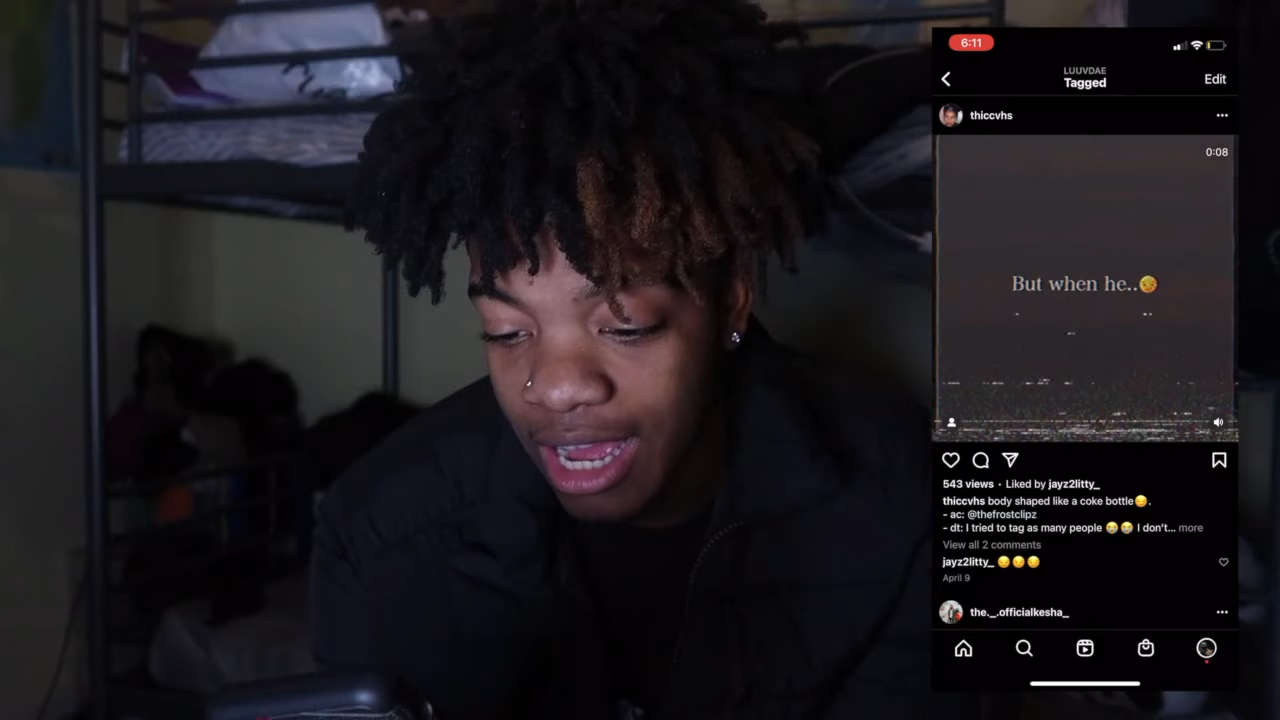 6:11
LUUVDAE
Tagged
Edit
thiccvhs
0:08
But when he..😏
543 views · Liked by jayz2litty_
thiccvhs body shaped like a coke bottle😏.
- ac: @thefrostclipz
- dt: I tried to tag as many people 😭😭 I don't... more
View all 2 comments
jayz2litty_ 😏😏😏
April 9
the._.officialkesha_